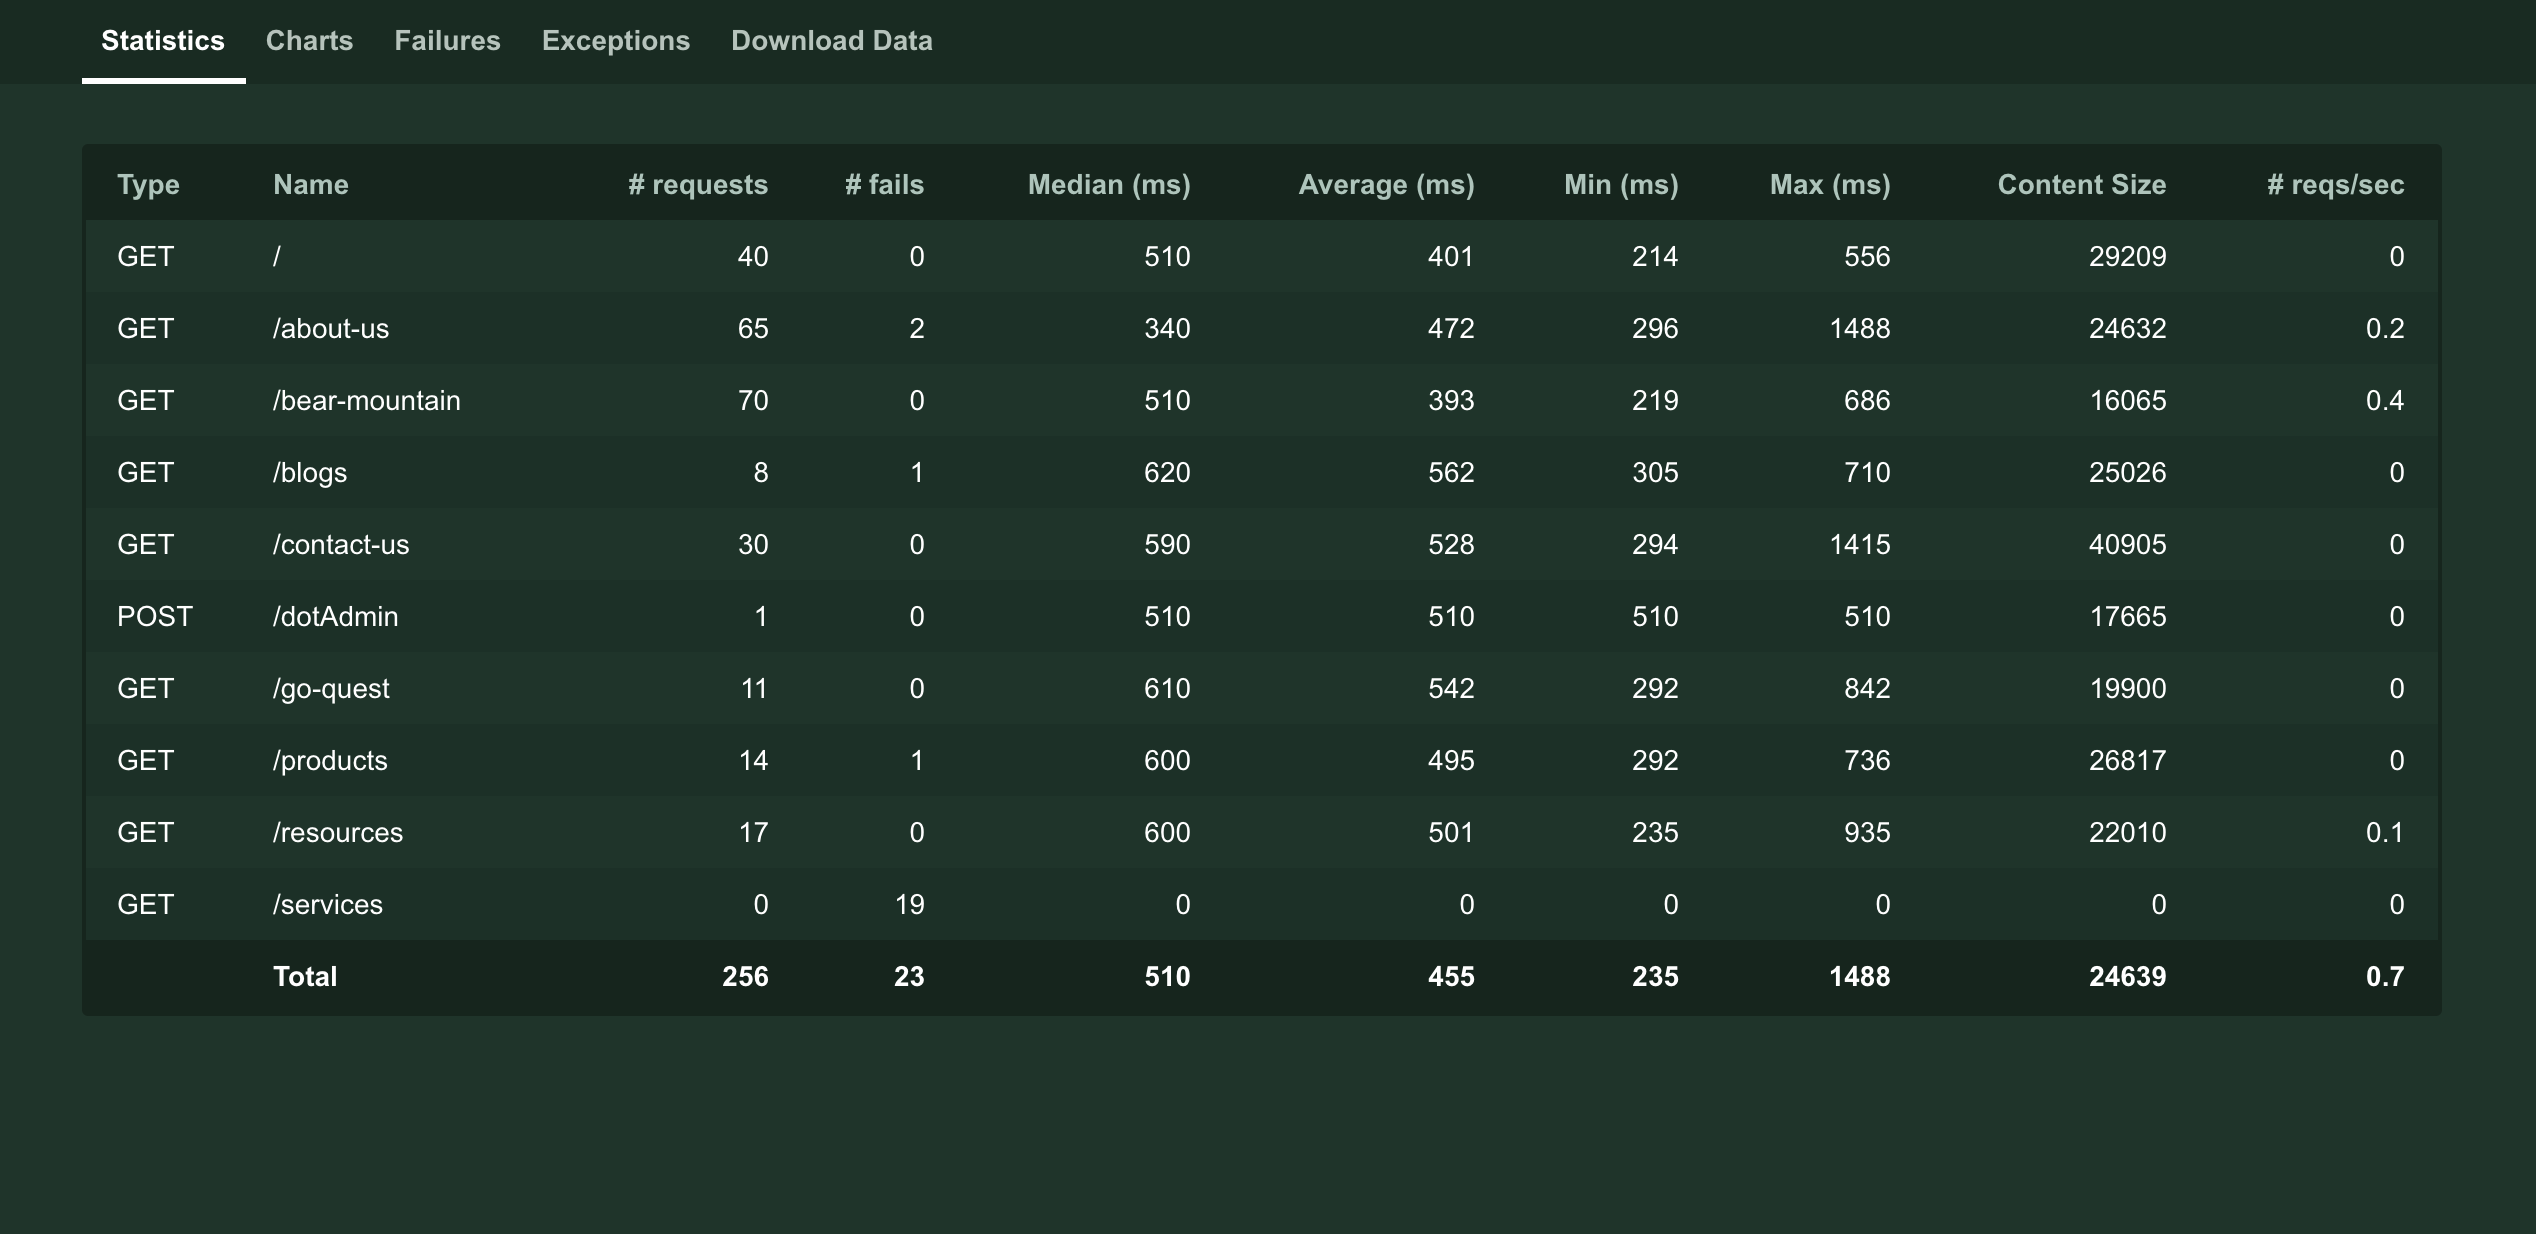 Statistics Charts Failures Exceptions Download Data
Type Name # requests # fails Median (ms) Average (ms) Min (ms) Max (ms) Content Size # reqs/sec
GET / 40 0 510 401 214 556 29209 0
GET /about-us 65 2 340 472 296 1488 24632 0.2
GET /bear-mountain 70 0 510 393 219 686 16065 0.4
GET /blogs 8 1 620 562 305 710 25026 0
GET /contact-us 30 0 590 528 294 1415 40905 0
POST /dotAdmin 1 0 510 510 510 510 17665 0
GET /go-quest 11 0 610 542 292 842 19900 0
GET /products 14 1 600 495 292 736 26817 0
GET /resources 17 0 600 501 235 935 22010 0.1
GET /services 0 19 0 0 0 0 0 0
Total 256 23 510 455 235 1488 24639 0.7